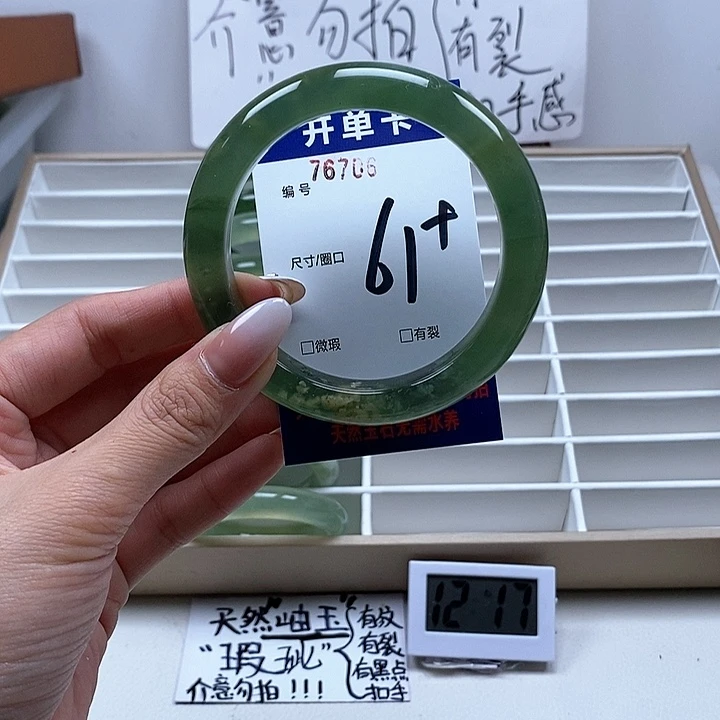 介意勿拍
有裂
手感
开单卡
76706
编号
61+
尺寸/圈口
□微瑕 □有裂
天然玉石无需水养
天然"岫玉"
"瑕玼"
介意勿拍!!!
有纹
有裂
有黑点
扣手
12 17